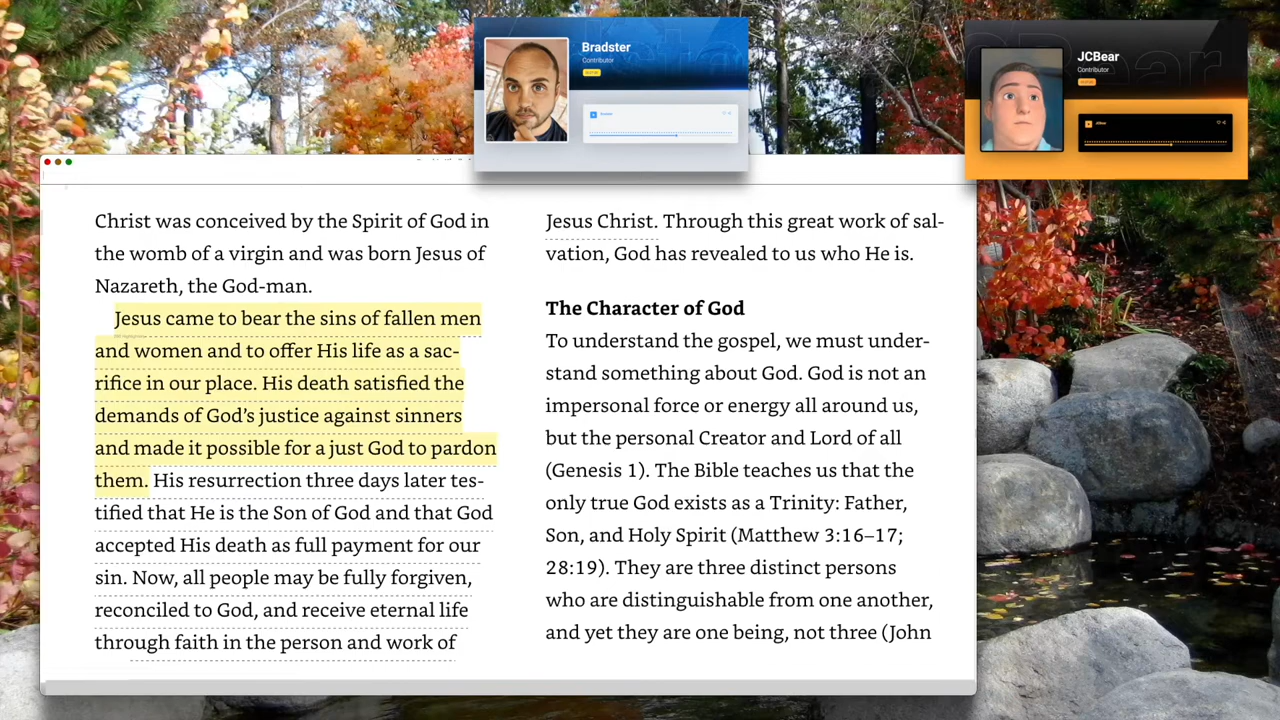 Bradster
Contributor
JCBear
Contributor
Christ was conceived by the Spirit of God in
the womb of a virgin and was born Jesus of
Nazareth, the God-man.
Jesus came to bear the sins of fallen men
and women and to offer His life as a sac-
rifice in our place. His death satisfied the
demands of God’s justice against sinners
and made it possible for a just God to pardon
them. His resurrection three days later tes-
tified that He is the Son of God and that God
accepted His death as full payment for our
sin. Now, all people may be fully forgiven,
reconciled to God, and receive eternal life
through faith in the person and work of
Jesus Christ. Through this great work of sal-
vation, God has revealed to us who He is.
The Character of God
To understand the gospel, we must under-
stand something about God. God is not an
impersonal force or energy all around us,
but the personal Creator and Lord of all
(Genesis 1). The Bible teaches us that the
only true God exists as a Trinity: Father,
Son, and Holy Spirit (Matthew 3:16–17;
28:19). They are three distinct persons
who are distinguishable from one another,
and yet they are one being, not three (John